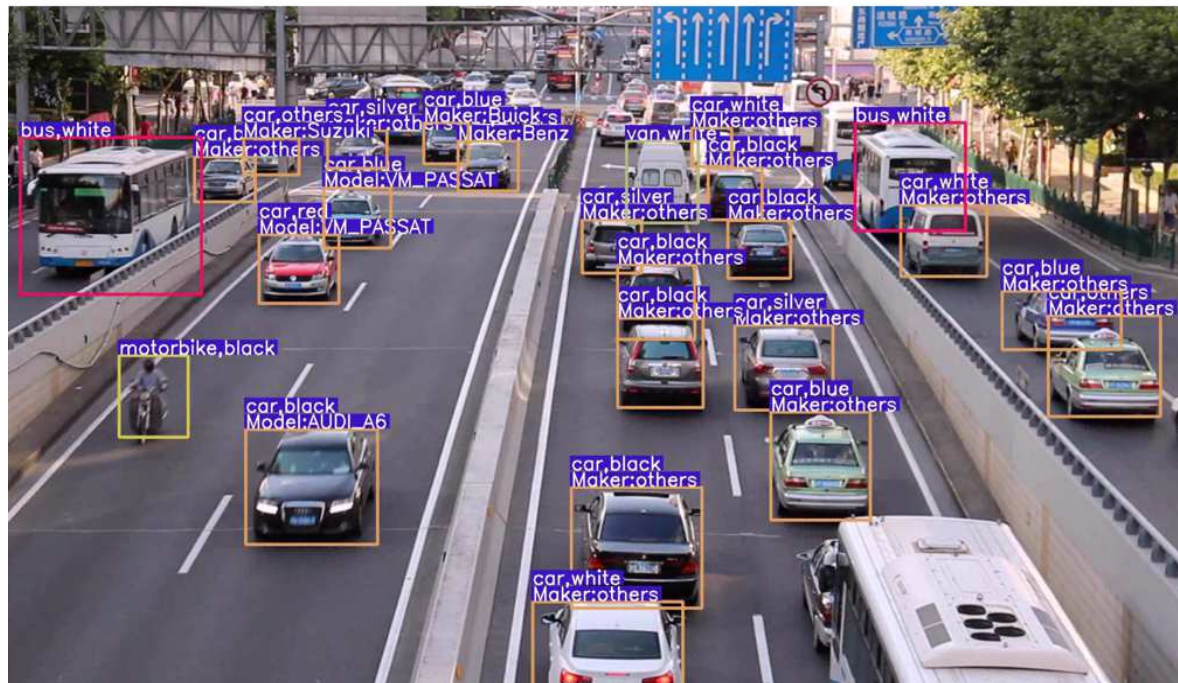 bus,white
car,others
Maker:Suzuki
car,silver
car,blue
Maker:Buick
Maker:Benz
car,blue
Model:VM_PASSAT
car,red
Model:VM_PASSAT
motorbike,black
car,black
Model:AUDI_A6
car,white
Maker:others
van,white
car,black
Maker:others
car,silver
Maker:others
car,black
Maker:others
car,black
Maker:others
car,black
Maker:others
car,silver
Maker:others
bus,white
car,white
Maker:others
car,blue
Maker:others
car,others
Maker:others
car,blue
Maker:others
car,black
Maker:others
car,white
Maker:others